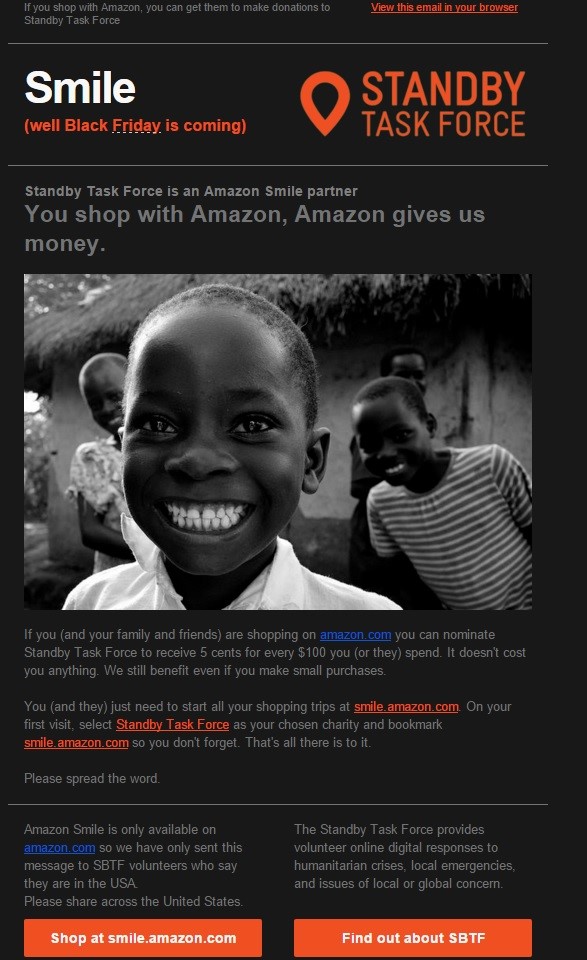 If you shop with Amazon, you can get them to make donations to
Standby Task Force
View this email in your browser
Smile
(well Black Friday is coming)
STANDBY
TASK FORCE
Standby Task Force is an Amazon Smile partner
You shop with Amazon, Amazon gives us
money.
If you (and your family and friends) are shopping on amazon.com you can nominate
Standby Task Force to receive 5 cents for every $100 you (or they) spend. It doesn't cost
you anything. We still benefit even if you make small purchases.
You (and they) just need to start all your shopping trips at smile.amazon.com. On your
first visit, select Standby Task Force as your chosen charity and bookmark
smile.amazon.com so you don't forget. That's all there is to it.
Please spread the word.
Amazon Smile is only available on
amazon.com so we have only sent this
message to SBTF volunteers who say
they are in the USA.
Please share across the United States.
Shop at smile.amazon.com
The Standby Task Force provides
volunteer online digital responses to
humanitarian crises, local emergencies,
and issues of local or global concern.
Find out about SBTF